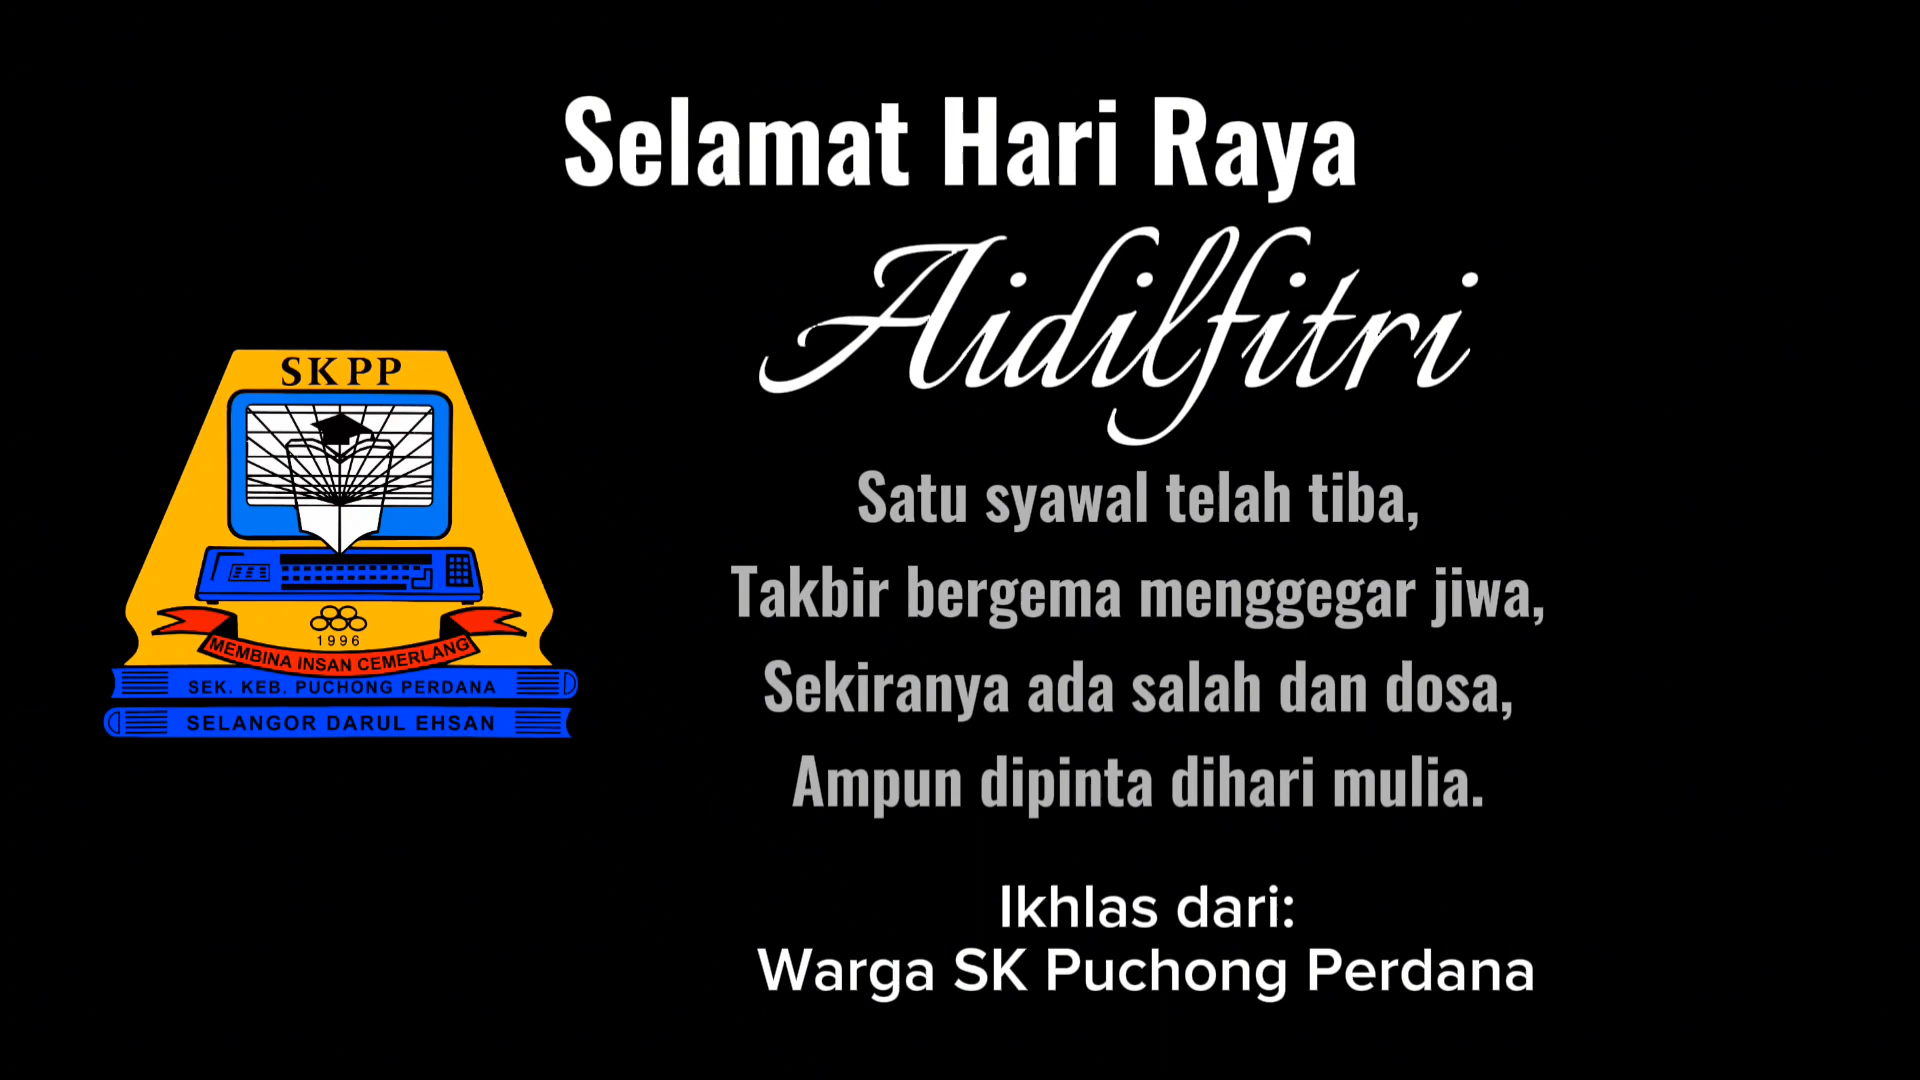 Selamat Hari Raya
Aidilfitri
SKPP
1996
MEMBINA INSAN CEMERLANG
SEK. KEB. PUCHONG PERDANA
SELANGOR DARUL EHSAN
Satu syawal telah tiba,
Takbir bergema menggegar jiwa,
Sekiranya ada salah dan dosa,
Ampun dipinta dihari mulia.
Ikhlas dari:
Warga SK Puchong Perdana